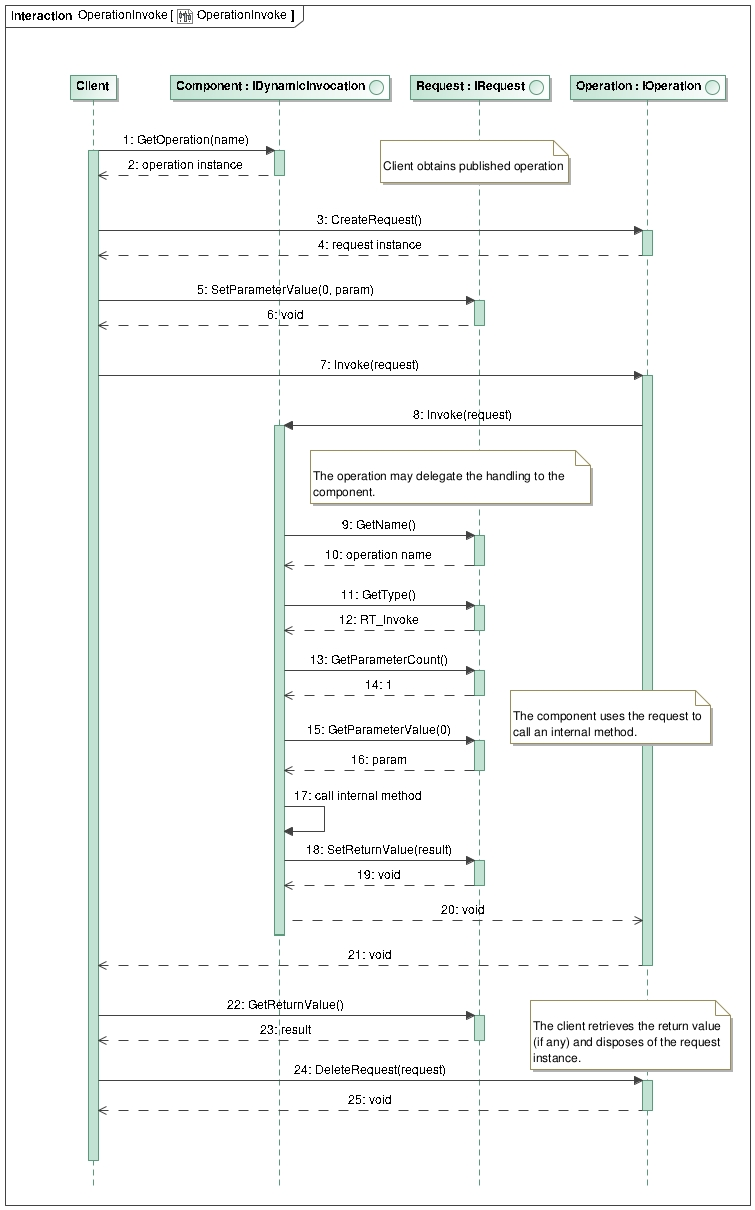 interaction OperationInvoke [ OperationInvoke ]
Client
Component : IDynamicInvocation
Request : IRequest
Operation : IOperation
1: GetOperation(name)
2: operation instance
Client obtains published operation
3: CreateRequest()
4: request instance
5: SetParameterValue(0, param)
6: void
7: Invoke(request)
8: Invoke(request)
The operation may delegate the handling to the
component.
9: GetName()
10: operation name
11: GetType()
12: RT_Invoke
13: GetParameterCount()
14: 1
The component uses the request to
call an internal method.
15: GetParameterValue(0)
16: param
17: call internal method
18: SetReturnValue(result)
19: void
20: void
21: void
22: GetReturnValue()
23: result
The client retrieves the return value
(if any) and disposes of the request
instance.
24: DeleteRequest(request)
25: void